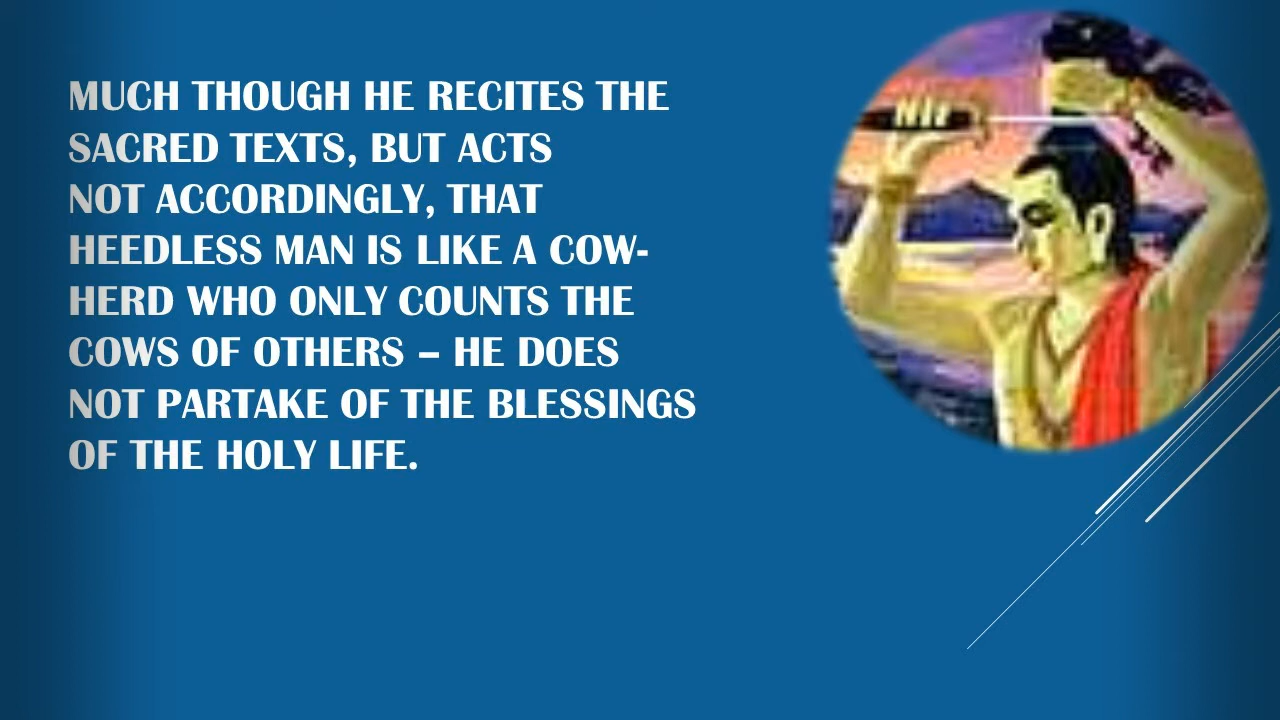 MUCH THOUGH HE RECITES THE
SACRED TEXTS, BUT ACTS
NOT ACCORDINGLY, THAT
HEEDLESS MAN IS LIKE A COW-
HERD WHO ONLY COUNTS THE
COWS OF OTHERS – HE DOES
NOT PARTAKE OF THE BLESSINGS
OF THE HOLY LIFE.